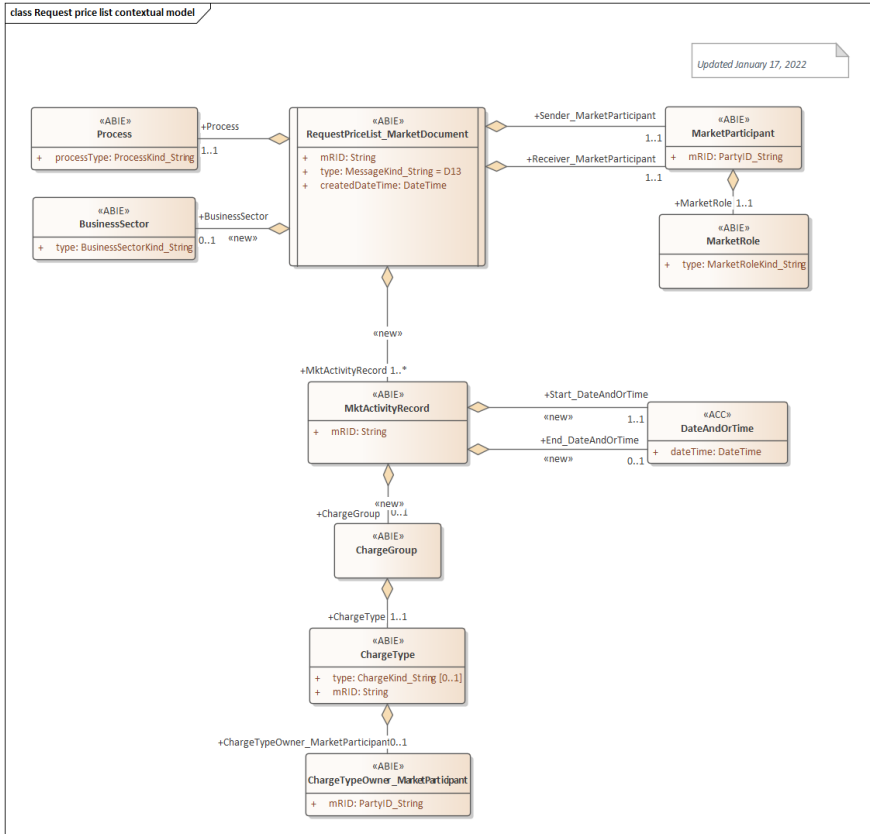 class Request price list contextual model
Updated January 17, 2022
«ABIE»
Process
+ processType: ProcessKind_String
+Process
1..1
«ABIE»
RequestPriceList_MarketDocument
+ mRID: String
+ type: MessageKind_String = D13
+ createdDateTime: DateTime
+Sender_MarketParticipant
1..1
+Receiver_MarketParticipant
1..1
«ABIE»
MarketParticipant
+ mRID: PartyID_String
+MarketRole 1..1
«ABIE»
MarketRole
+ type: MarketRoleKind_String
«ABIE»
BusinessSector
+ type: BusinessSectorKind_String
+BusinessSector
0..1 «new»
«new»
+MktActivityRecord 1..*
«ABIE»
MktActivityRecord
+ mRID: String
+Start_DateAndOrTime
«new» 1..1
+End_DateAndOrTime
«new» 0..1
«ACC»
DateAndOrTime
+ dateTime: DateTime
«new»
+ChargeGroup 0..1
«ABIE»
ChargeGroup
+ChargeType 1..1
«ABIE»
ChargeType
+ type: ChargeKind_String [0..1]
+ mRID: String
+ChargeTypeOwner_MarketParticipant 0..1
«ABIE»
ChargeTypeOwner_MarketParticipant
+ mRID: PartyID_String